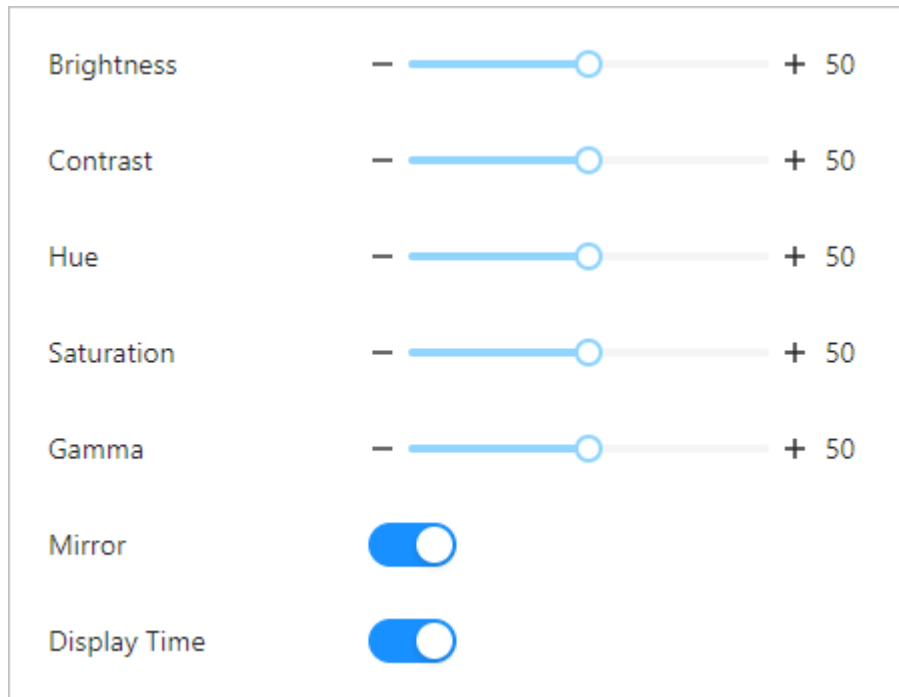 Brightness − + 50
Contrast − + 50
Hue − + 50
Saturation − + 50
Gamma − + 50
Mirror
Display Time